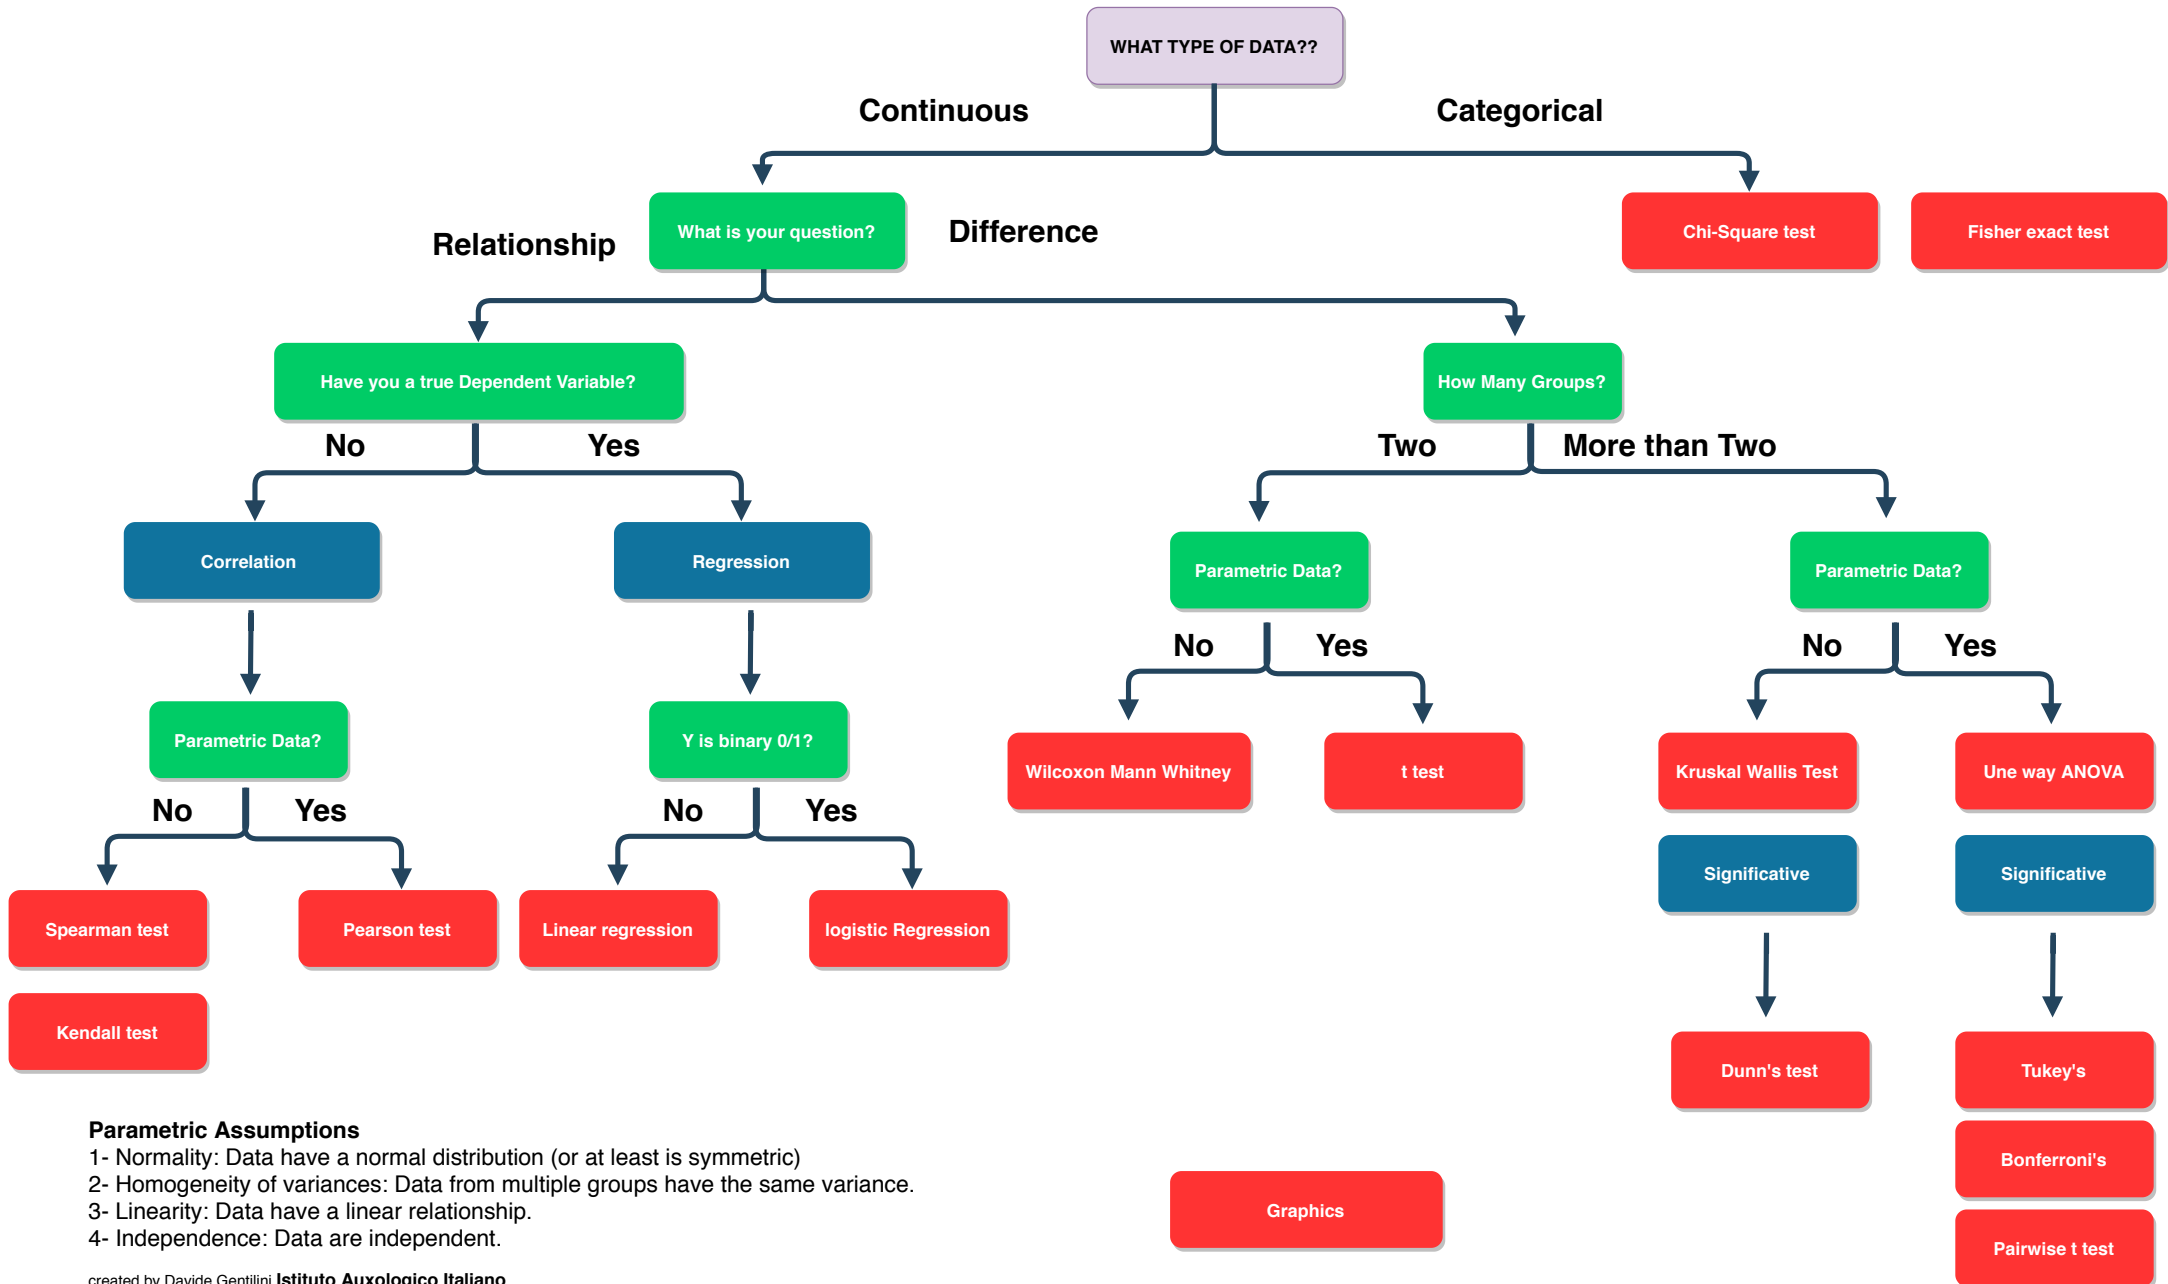 WHAT TYPE OF DATA??
Continuous
Categorical
Relationship
What is your question?
Difference
Chi-Square test
Fisher exact test
Have you a true Dependent Variable?
How Many Groups?
No
Yes
Two
More than Two
Correlation
Regression
Parametric Data?
Parametric Data?
No
Yes
No
Yes
Parametric Data?
Y is binary 0/1?
Wilcoxon Mann Whitney
t test
Kruskal Wallis Test
Une way ANOVA
No
Yes
No
Yes
Significative
Significative
Spearman test
Pearson test
Linear regression
logistic Regression
Kendall test
Dunn's test
Tukey's
Parametric Assumptions
1- Normality: Data have a normal distribution (or at least is symmetric)
2- Homogeneity of variances: Data from multiple groups have the same variance.
3- Linearity: Data have a linear relationship.
4- Independence: Data are independent.
Bonferroni's
Graphics
Pairwise t test
created by Davide Gentilini Istituto Auxologico Italiano